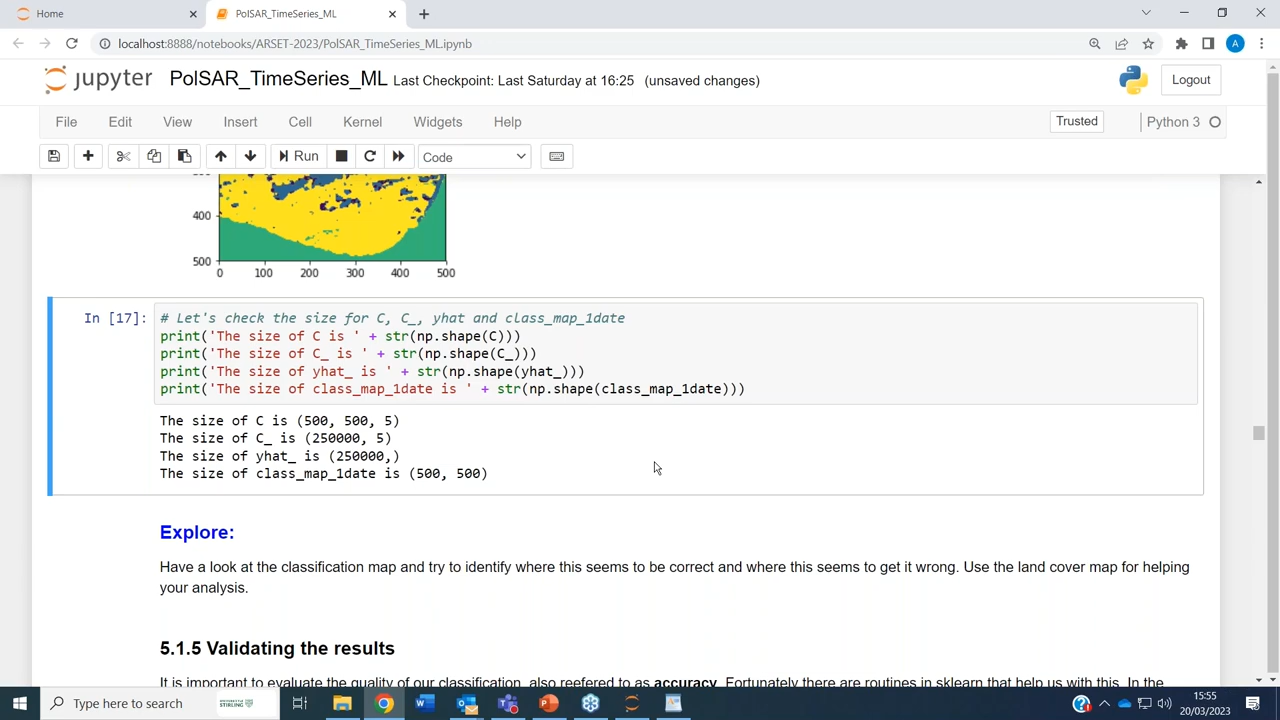 Home
PolSAR_TimeSeries_ML
localhost:8888/notebooks/ARSET-2023/PolSAR_TimeSeries_ML.ipynb
A
jupyter PolSAR_TimeSeries_ML Last Checkpoint: Last Saturday at 16:25 (unsaved changes)
Logout
File Edit View Insert Cell Kernel Widgets Help
Trusted
Python 3
Run
Code
400
500
0 100 200 300 400 500
In [17]: # Let's check the size for C, C_, yhat and class_map_1date
print('The size of C is ' + str(np.shape(C)))
print('The size of C_ is ' + str(np.shape(C_)))
print('The size of yhat_ is ' + str(np.shape(yhat_)))
print('The size of class_map_1date is ' + str(np.shape(class_map_1date)))
The size of C is (500, 500, 5)
The size of C_ is (250000, 5)
The size of yhat_ is (250000,)
The size of class_map_1date is (500, 500)
Explore:
Have a look at the classification map and try to identify where this seems to be correct and where this seems to get it wrong. Use the land cover map for helping
your analysis.
5.1.5 Validating the results
It is important to evaluate the quality of our classification, also reefered to as accuracy. Fortunately there are routines in sklearn that help us with this. In the
Type here to search
STIRLING
15:55
20/03/2023